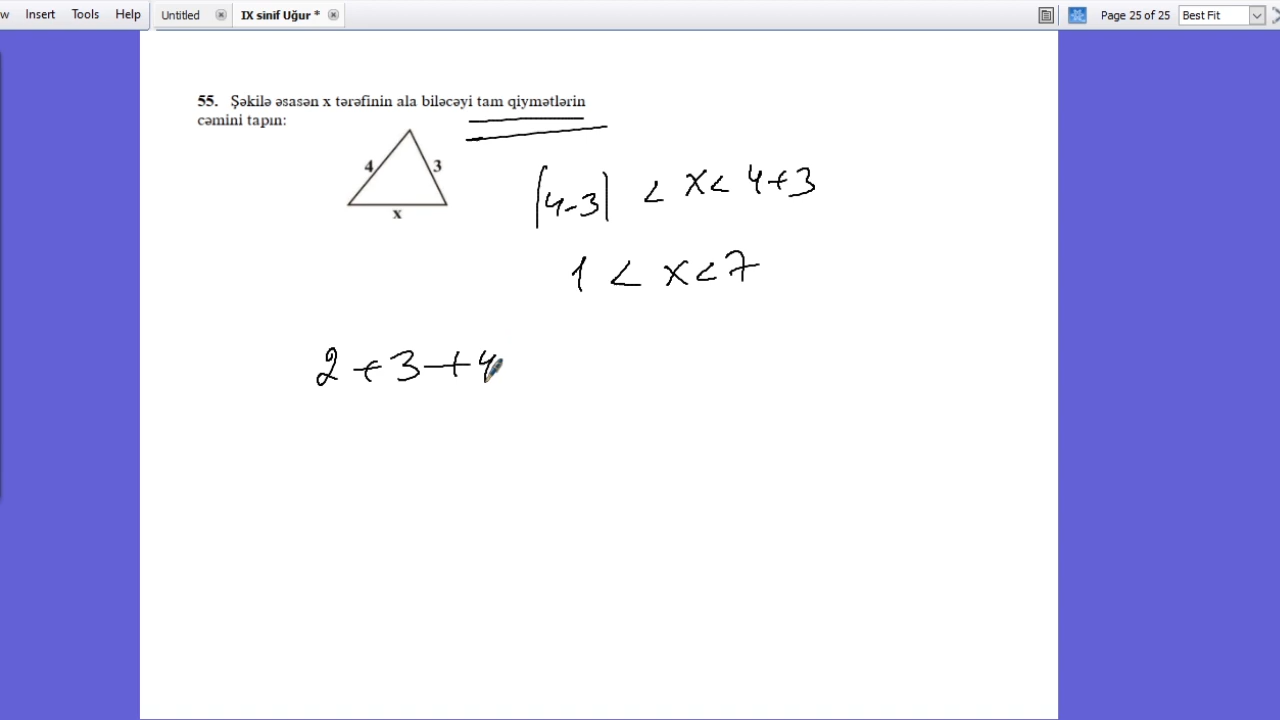 w Insert Tools Help Untitled IX sinif Uğur * Page 25 of 25 Best Fit
55. Şəkilə əsasən x tərəfinin ala biləcəyi tam qiymətlərin
cəmini tapın:
4 3
x
|4-3| < x < 4+3
1 < x < 7
2 + 3 + 4